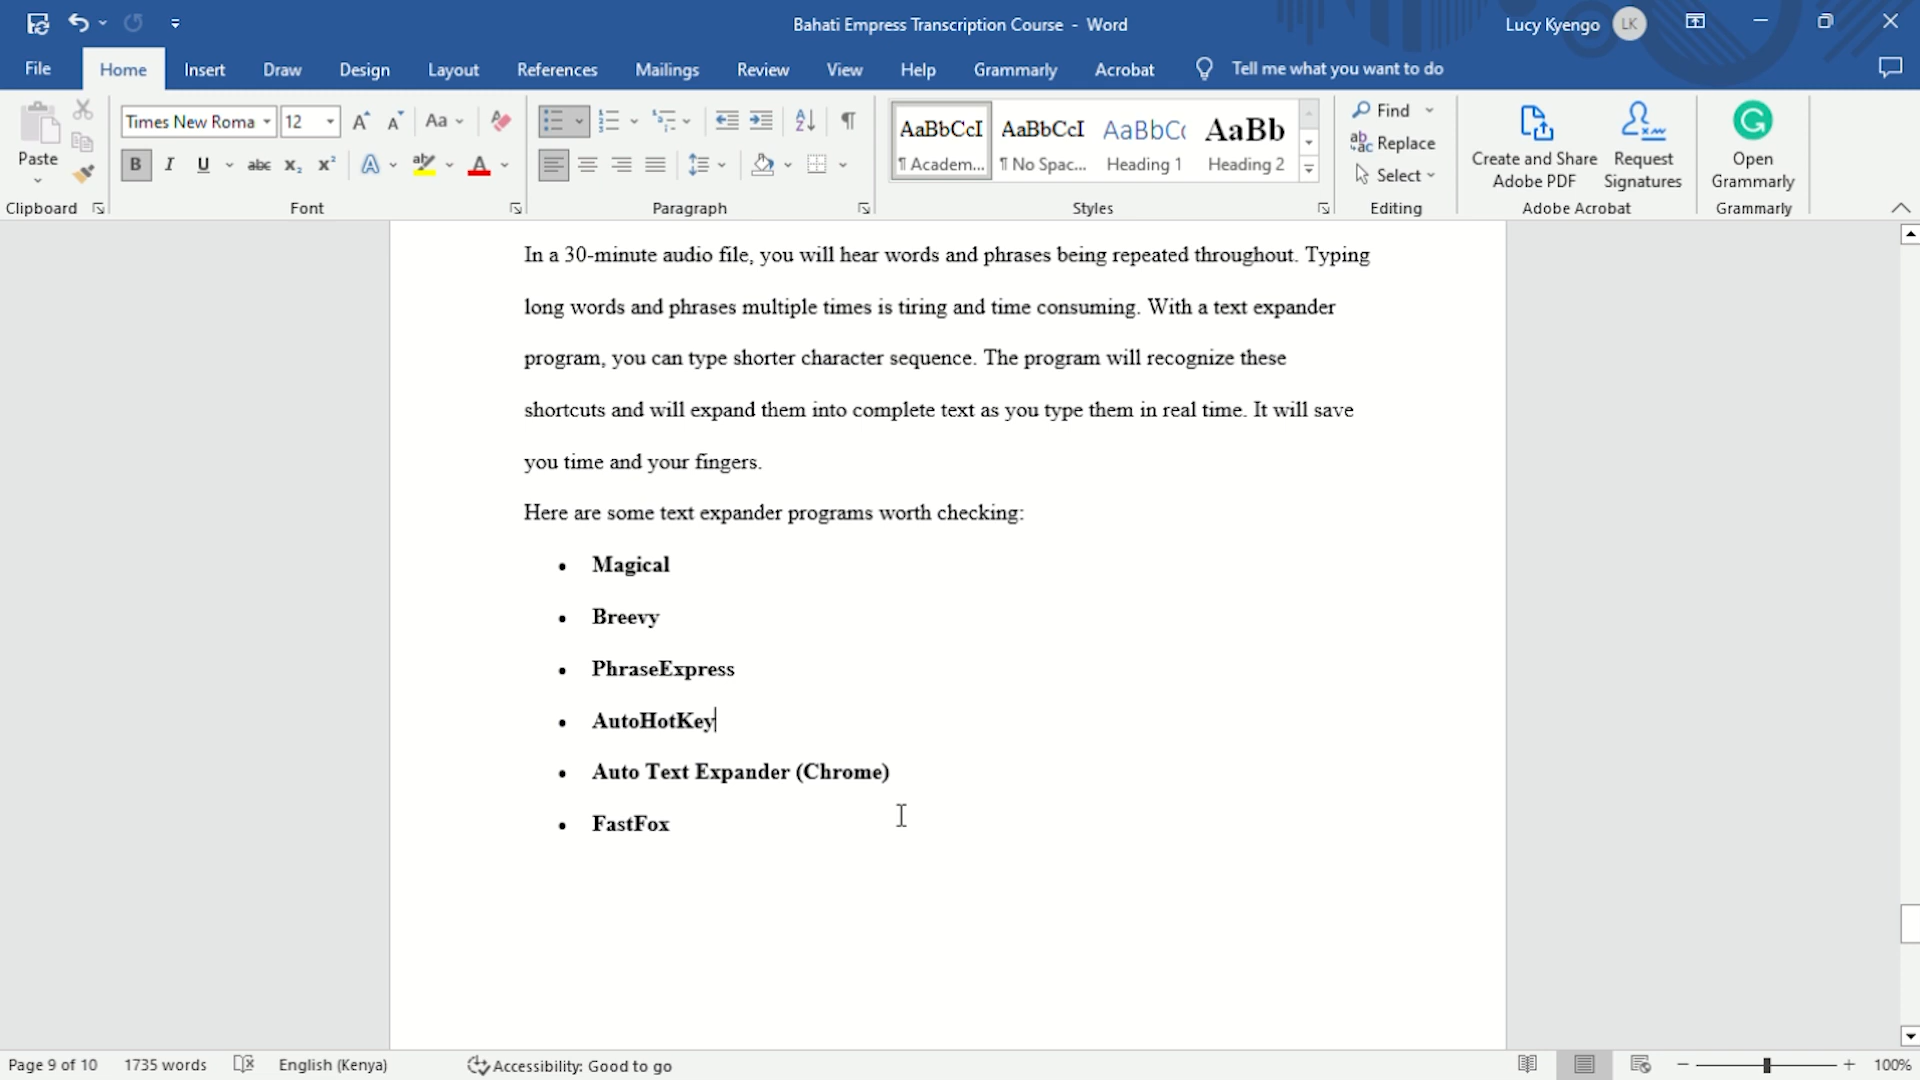 Bahati Empress Transcription Course - Word
Lucy Kyengo LK
File Home Insert Draw Design Layout References Mailings Review View Help Grammarly Acrobat Tell me what you want to do
Paste
Clipboard
Times New Roma 12
Aa
B I U abc x₂ x² A ab A
Font
Paragraph
AaBbCcI AaBbCcI AaBbC AaBb
¶ Academ... ¶ No Spac... Heading 1 Heading 2
Styles
Find
Replace
Select
Editing
Create and Share
Adobe PDF
Request
Signatures
Adobe Acrobat
Open
Grammarly
Grammarly
In a 30-minute audio file, you will hear words and phrases being repeated throughout. Typing
long words and phrases multiple times is tiring and time consuming. With a text expander
program, you can type shorter character sequence. The program will recognize these
shortcuts and will expand them into complete text as you type them in real time. It will save
you time and your fingers.
Here are some text expander programs worth checking:
• Magical
• Breevy
• PhraseExpress
• AutoHotKey
• Auto Text Expander (Chrome)
• FastFox
Page 9 of 10 1735 words English (Kenya) Accessibility: Good to go 100%